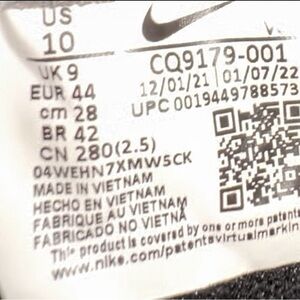 US
10
UK 9
EUR 44
cm 28
BR 42
CN 280(2.5)
CQ9179-001
12/01/21 01/07/22
UPC 0019449788573
04WEHN7XMW5CK
MADE IN VIETNAM
HECHO EN VIETNAM
FABRIQUE AU VIETNAM
FABRICADO NO VIETNÃ
This product is covered by one or more patents
www.nike.com/patentsvirtualmarkin